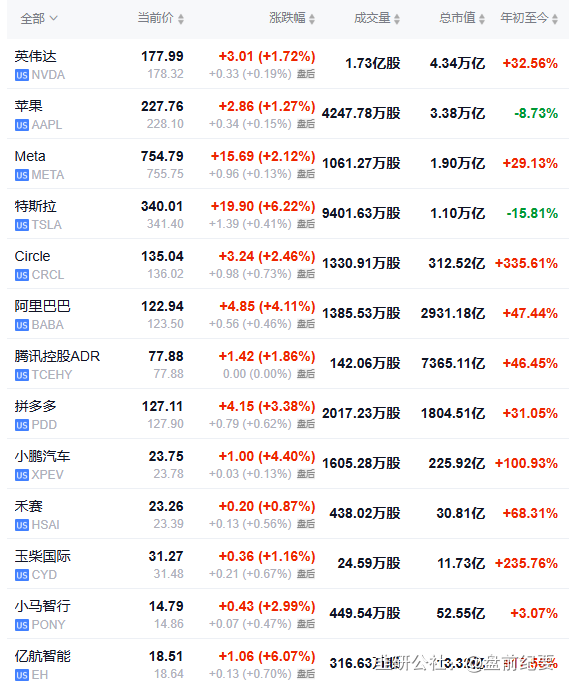 全部 当前价 涨跌幅 成交量 总市值 年初至今
英伟达 177.99 +3.01 (+1.72%) 1.73亿股 4.34万亿 +32.56%
US NVDA 178.32 +0.33 (+0.19%) 盘后
苹果 227.76 +2.86 (+1.27%) 4247.78万股 3.38万亿 -8.73%
US AAPL 228.10 +0.34 (+0.15%) 盘后
Meta 754.79 +15.69 (+2.12%) 1061.27万股 1.90万亿 +29.13%
US META 755.75 +0.96 (+0.13%) 盘后
特斯拉 340.01 +19.90 (+6.22%) 9401.63万股 1.10万亿 -15.81%
US TSLA 341.40 +1.39 (+0.41%) 盘后
Circle 135.04 +3.24 (+2.46%) 1330.91万股 312.52亿 +335.61%
US CRCL 136.02 +0.98 (+0.73%) 盘后
阿里巴巴 122.94 +4.85 (+4.11%) 1385.53万股 2931.18亿 +47.44%
US BABA 123.50 +0.56 (+0.46%) 盘后
腾讯控股ADR 77.88 +1.42 (+1.86%) 142.06万股 7365.11亿 +46.45%
US TCEHY 77.88 0.00 (0.00%) 盘后
拼多多 127.11 +4.15 (+3.38%) 2017.23万股 1804.51亿 +31.05%
US PDD 127.90 +0.79 (+0.62%) 盘后
小鹏汽车 23.75 +1.00 (+4.40%) 1605.28万股 225.92亿 +100.93%
US XPEV 23.78 +0.03 (+0.13%) 盘后
禾赛 23.26 +0.20 (+0.87%) 438.02万股 30.81亿 +68.31%
US HSAI 23.39 +0.13 (+0.56%) 盘后
玉柴国际 31.27 +0.36 (+1.16%) 24.59万股 11.73亿 +235.76%
US CYD 31.48 +0.21 (+0.67%) 盘后
小马智行 14.79 +0.43 (+2.99%) 449.54万股 52.55亿 +3.07%
US PONY 14.86 +0.07 (+0.47%) 盘后
亿航智能 18.51 +1.06 (+6.07%) 316.63万股
US EH 18.64 +0.13 (+0.70%) 盘后
@盘前纪要